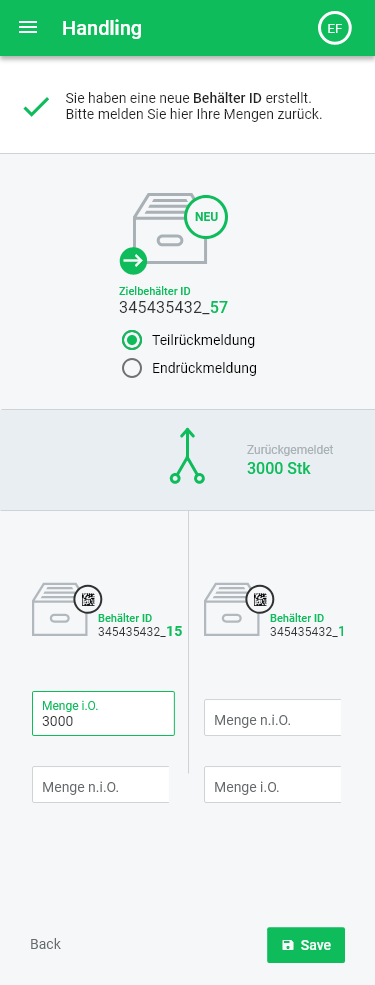 Handling
EF
Sie haben eine neue Behälter ID erstellt.
Bitte melden Sie hier Ihre Mengen zurück.
NEU
Zielbehälter ID
345435432_57
Teilrückmeldung
Endrückmeldung
Zurückgemeldet
3000 Stk
Behälter ID
345435432_15
Behälter ID
345435432_1
Menge i.O.
3000
Menge n.i.O.
Menge n.i.O.
Menge i.O.
Back
Save